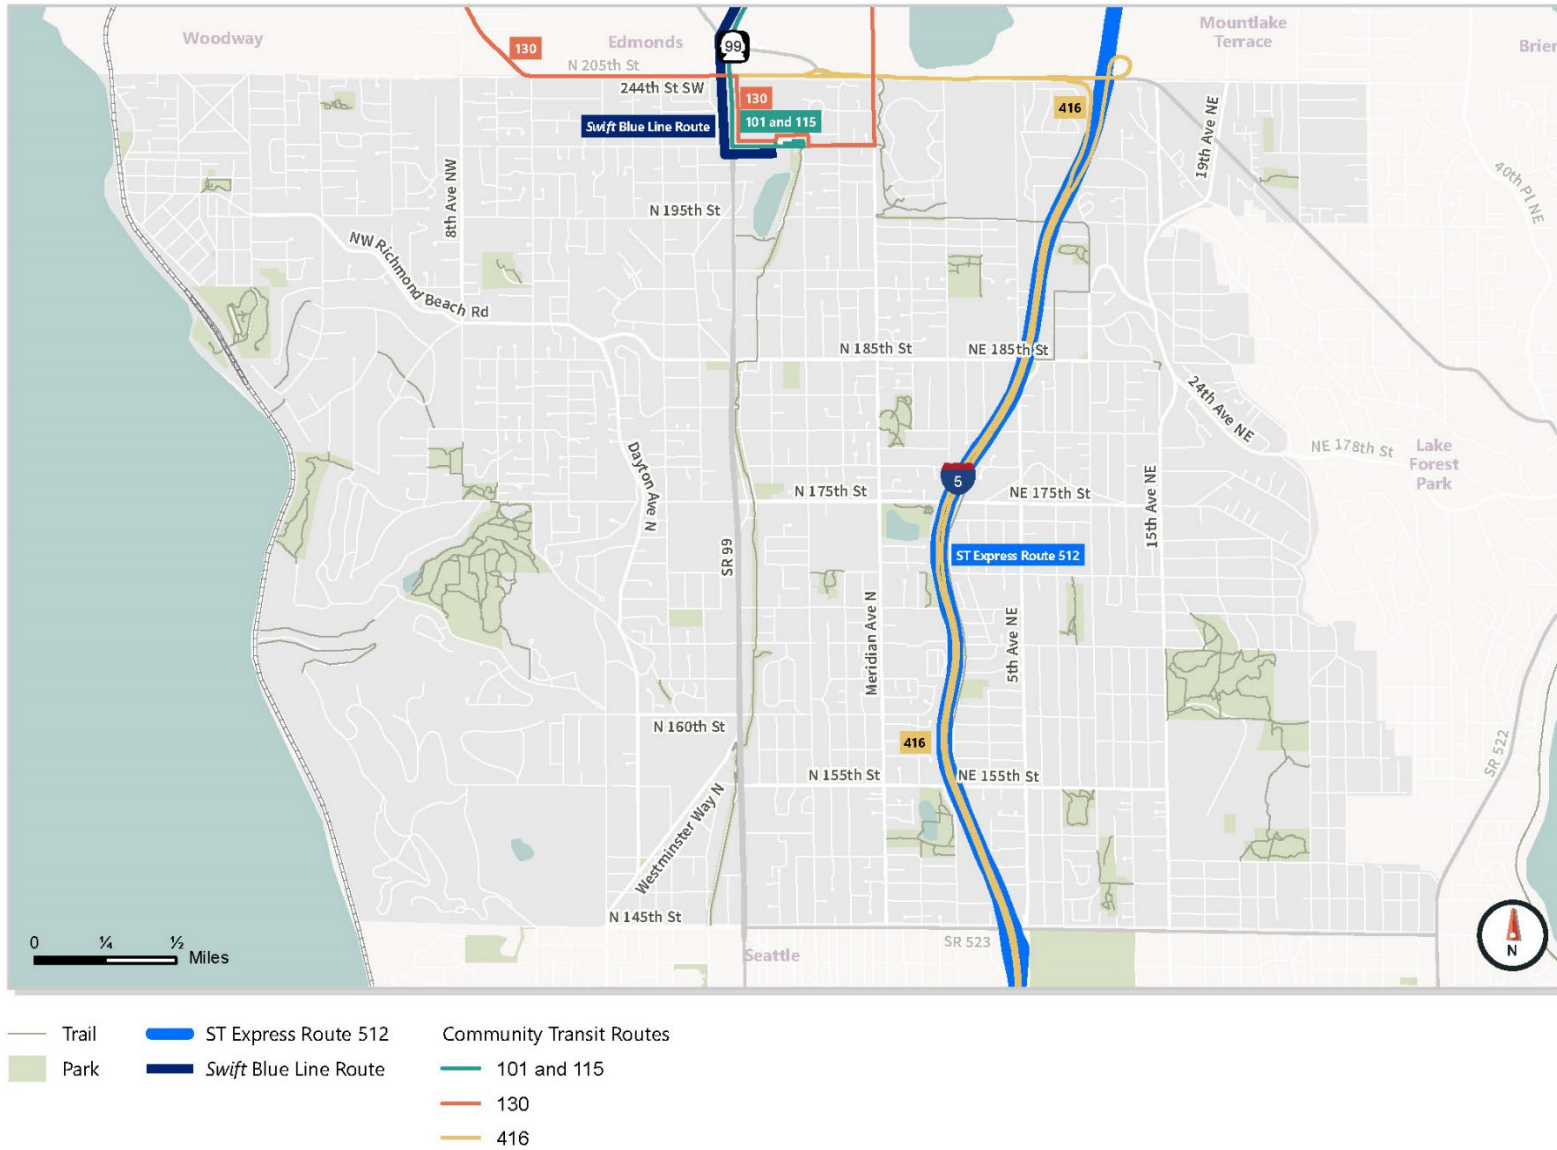 Woodway
Edmonds
Mountlake
Terrace
Brier
130
99
N 205th St
244th St SW
130
416
101 and 115
Swift Blue Line Route
19th Ave NE
40th Pl NE
8th Ave NW
N 195th St
NW Richmond Beach Rd
N 185th St
NE 185th St
24th Ave NE
NE 178th St
Lake
Forest
Park
Dayton Ave N
5
N 175th St
NE 175th St
15th Ave NE
SR 99
ST Express Route 512
Meridian Ave N
5th Ave NE
N 160th St
416
SR 522
N 155th St
NE 155th St
Westminster Way N
N 145th St
SR 523
Seattle
0 ¼ ½ Miles
N
Trail
Park
ST Express Route 512
Swift Blue Line Route
Community Transit Routes
101 and 115
130
416